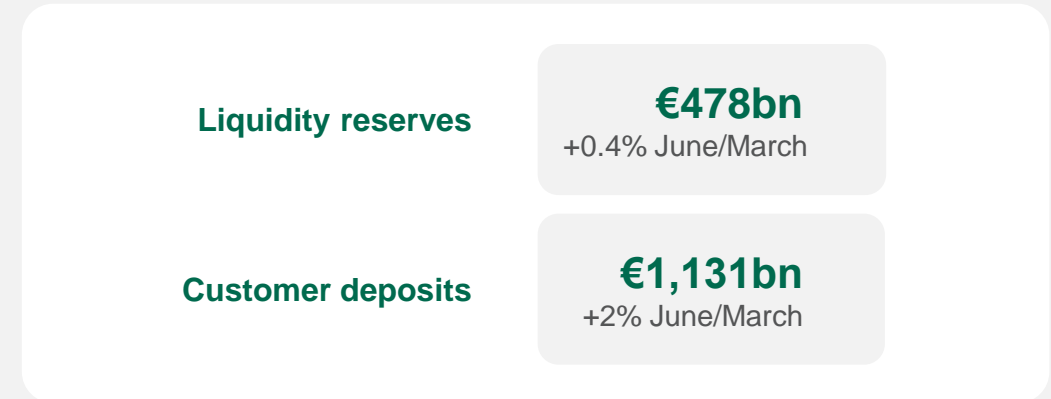 Liquidity reserves
€478bn
+0.4% June/March
Customer deposits
€1,131bn
+2% June/March